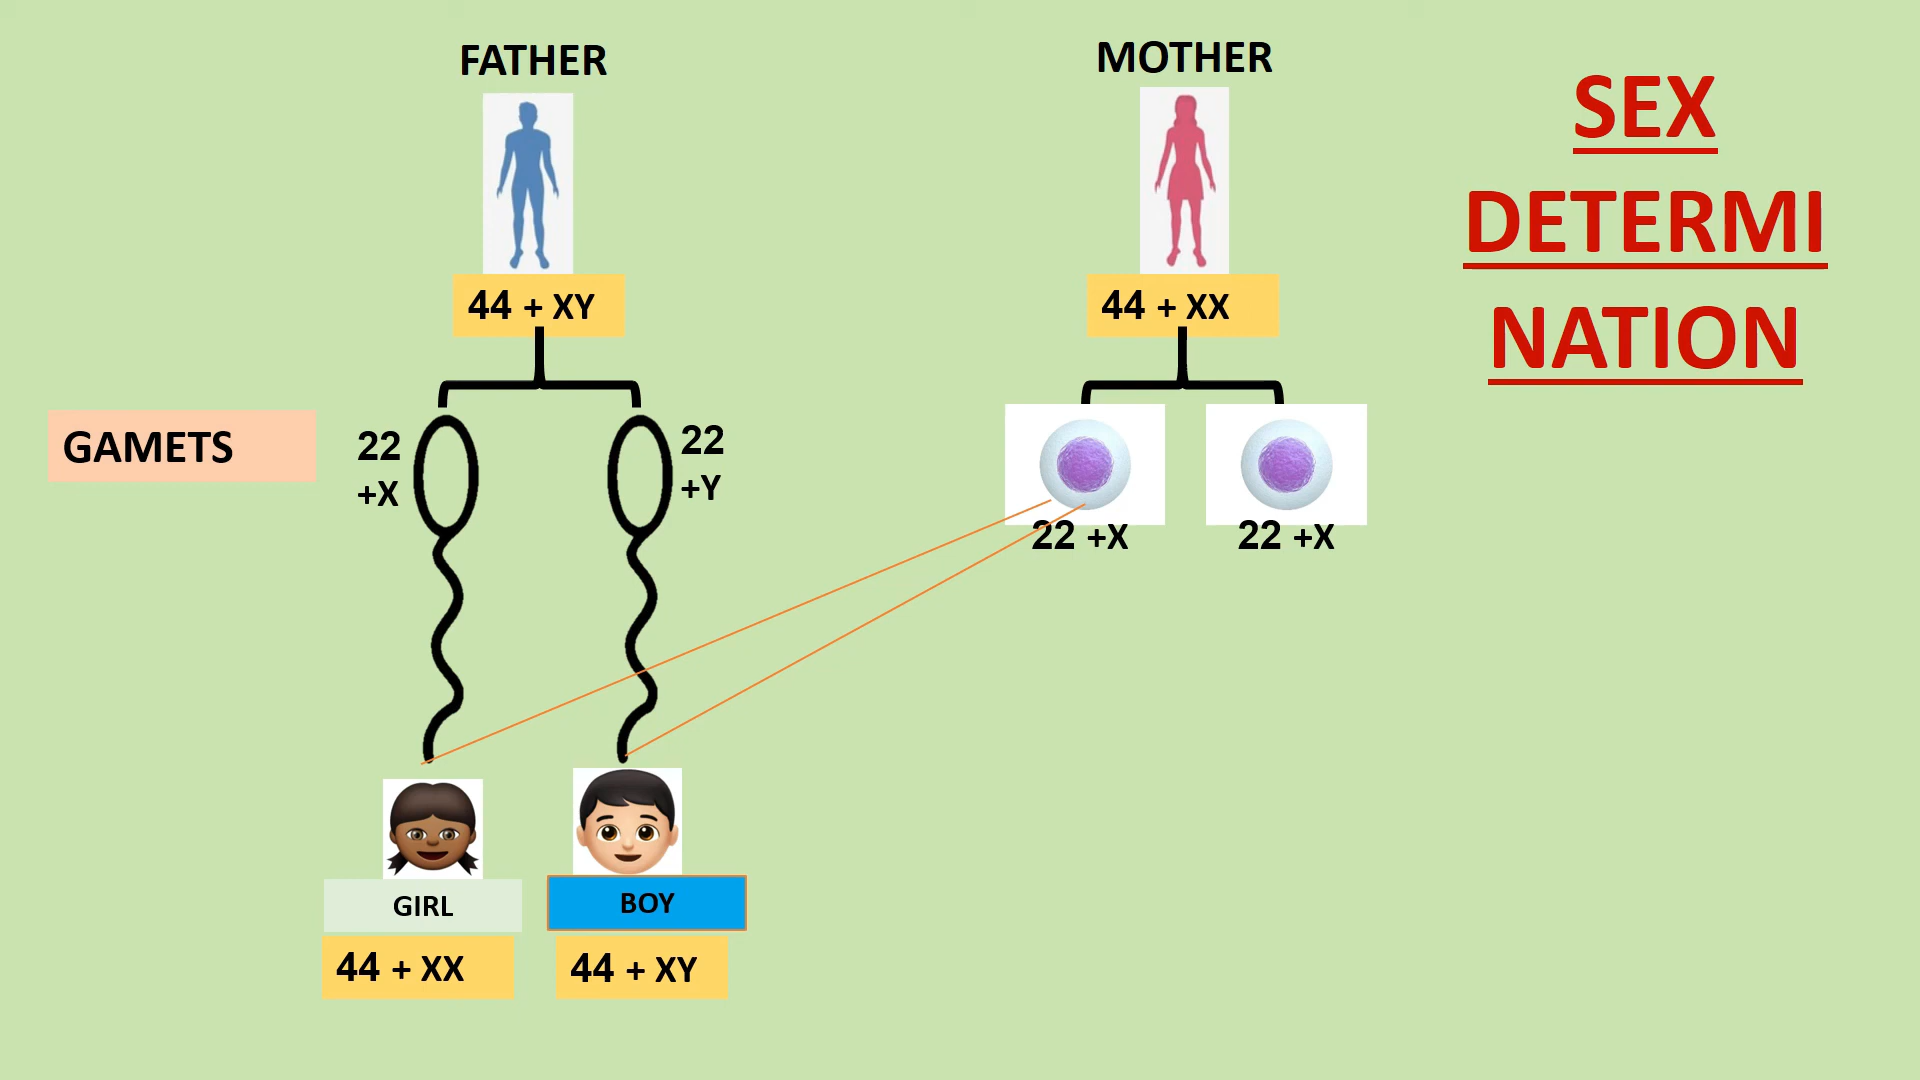 FATHER
MOTHER
SEX
DETERMI
NATION
44 + XY
44 + XX
GAMETS
22
+X
22
+Y
22 +X
22 +X
GIRL
BOY
44 + XX
44 + XY